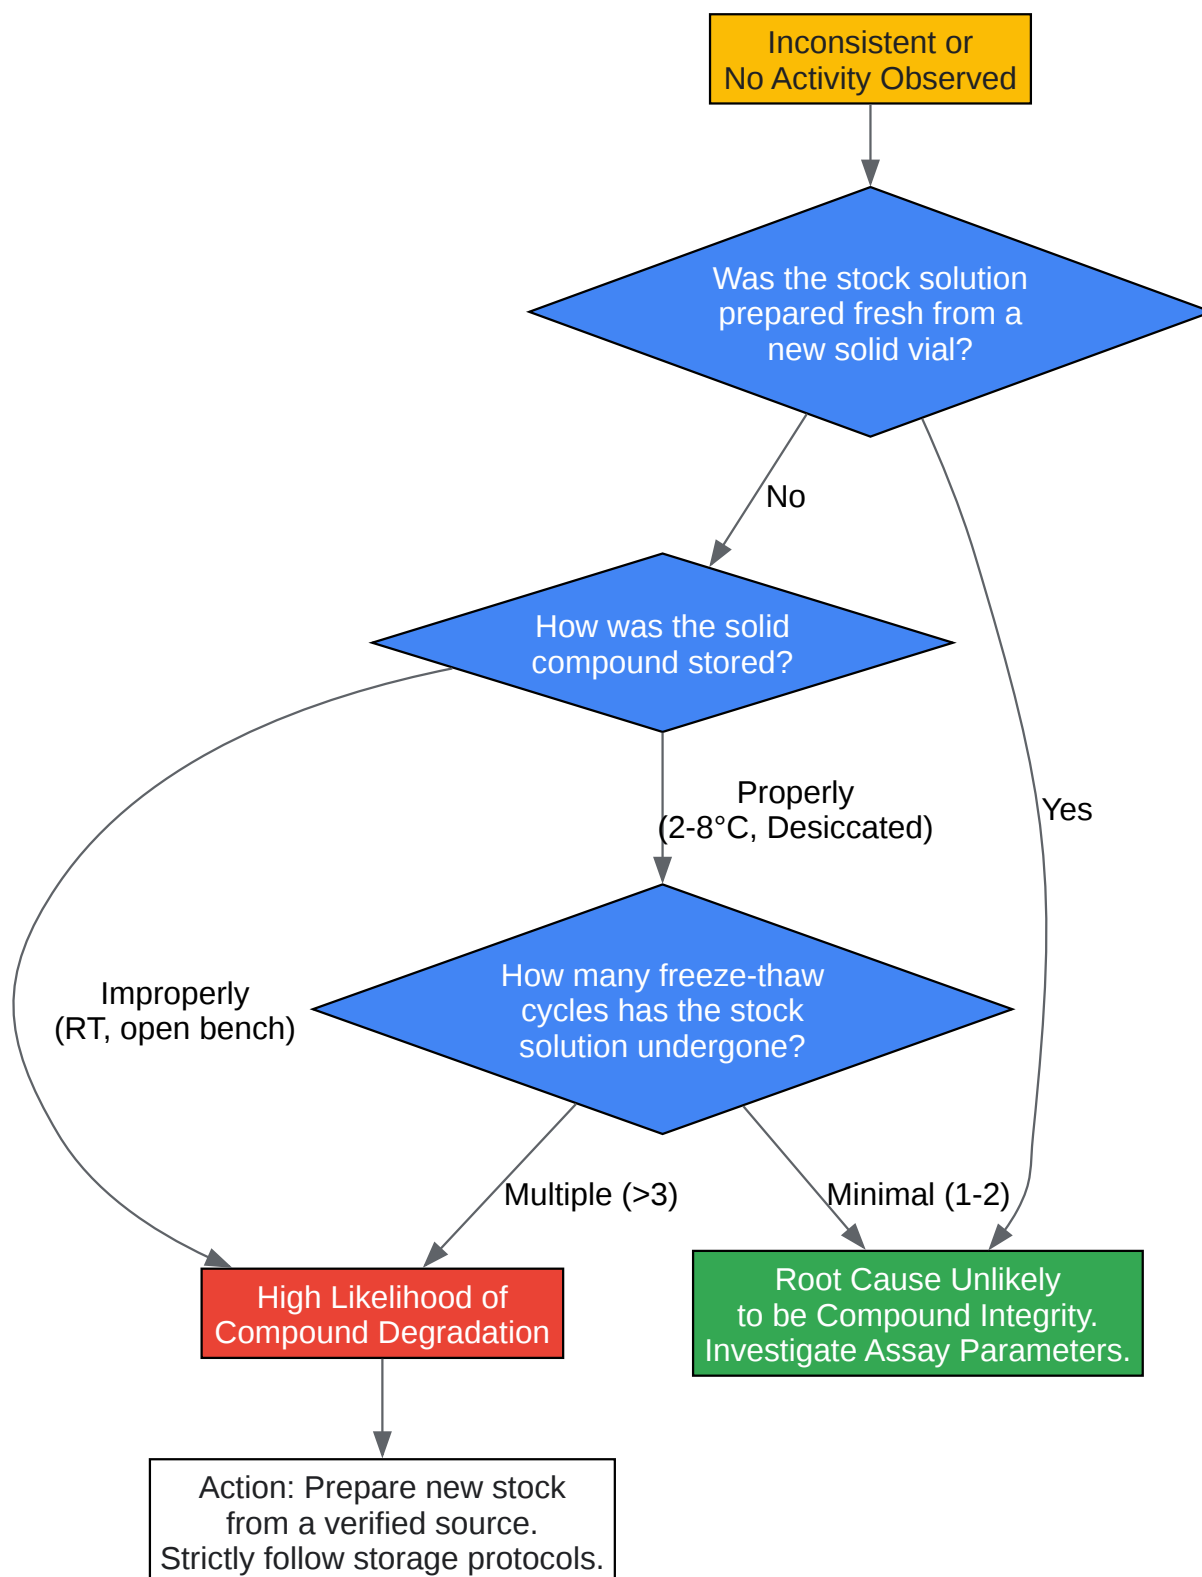 Inconsistent or
No Activity Observed
Was the stock solution
prepared fresh from a
new solid vial?
No
How was the solid
compound stored?
Properly
(2-8°C, Desiccated)
Yes
How many freeze-thaw
cycles has the stock
solution undergone?
Improperly
(RT, open bench)
Multiple (>3)
Minimal (1-2)
High Likelihood of
Compound Degradation
Root Cause Unlikely
to be Compound Integrity.
Investigate Assay Parameters.
Action: Prepare new stock
from a verified source.
Strictly follow storage protocols.